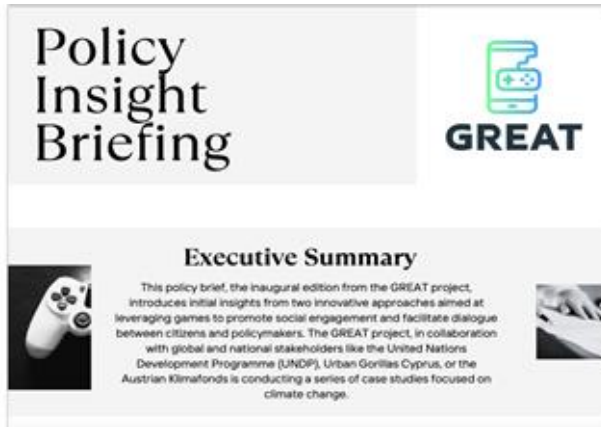 Policy
Insight
Briefing
GREAT
Executive Summary
This policy brief, the inaugural edition from the GREAT project,
introduces initial insights from two innovative approaches aimed at
leveraging games to promote social engagement and facilitate dialogue
between citizens and policymakers. The GREAT project, in collaboration
with global and national stakeholders like the United Nations
Development Programme (UNDP), Urban Gorillas Cyprus, or the
Austrian Klimafonds is conducting a series of case studies focused on
climate change.